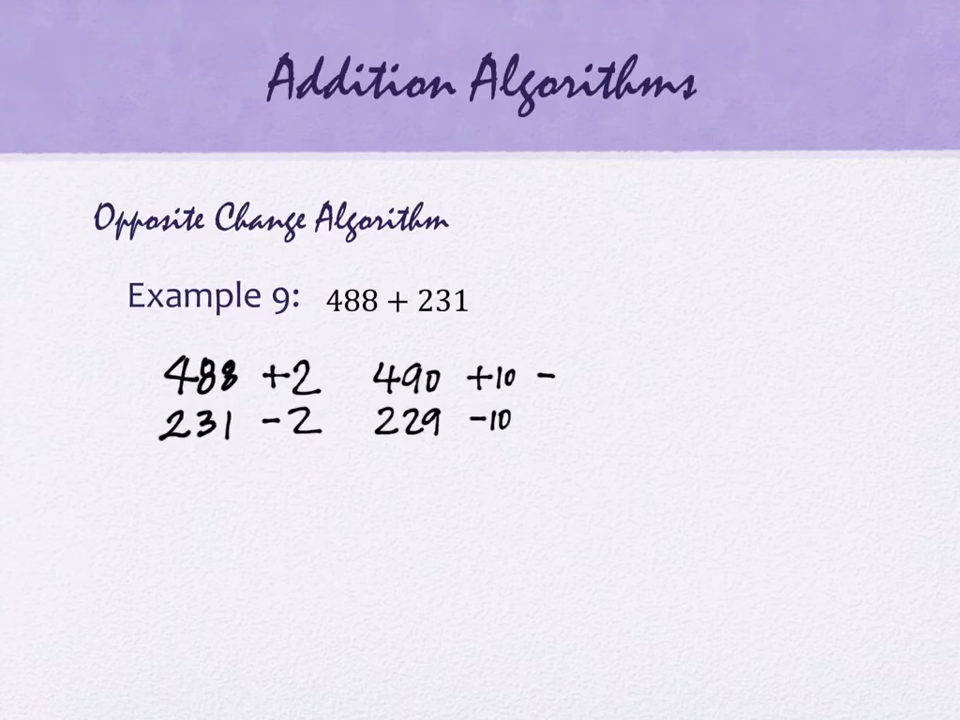 Addition Algorithms
Opposite Change Algorithm
Example 9: 488 + 231
488 +2 490 +10 -
231 -2 229 -10